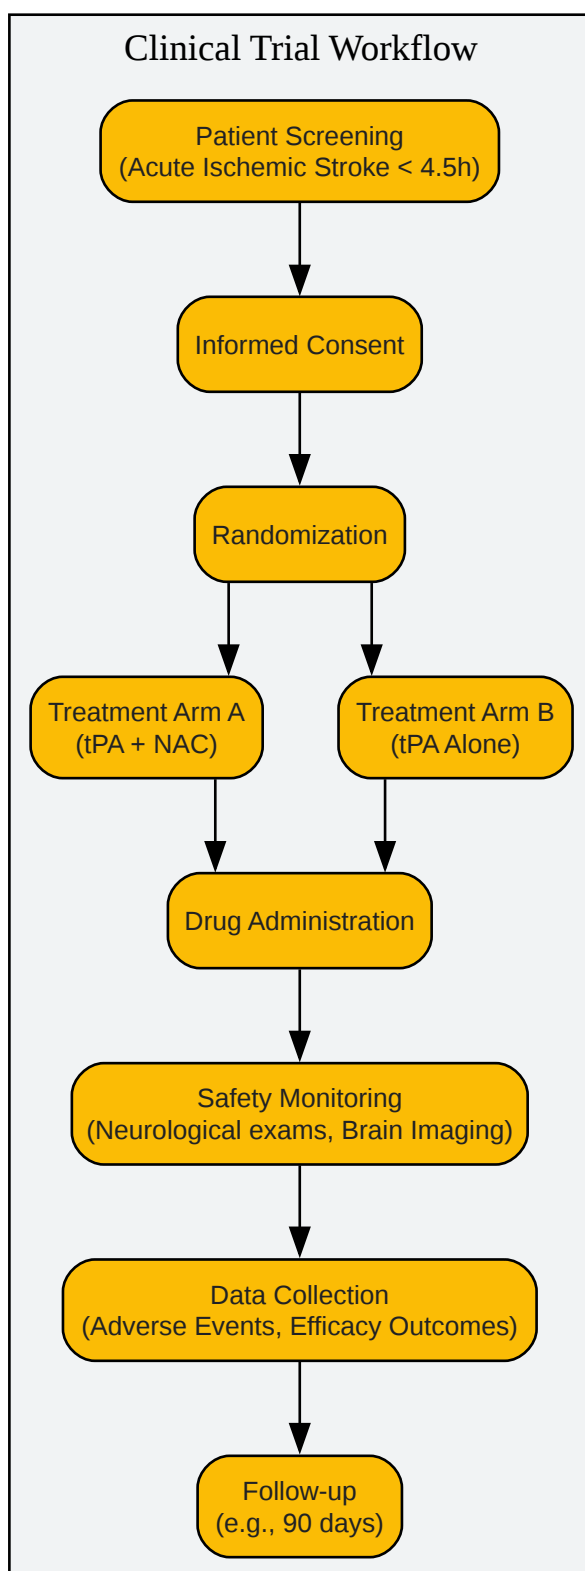 Clinical Trial Workflow
Patient Screening
(Acute Ischemic Stroke < 4.5h)
Informed Consent
Randomization
Treatment Arm A
(tPA + NAC)
Treatment Arm B
(tPA Alone)
Drug Administration
Safety Monitoring
(Neurological exams, Brain Imaging)
Data Collection
(Adverse Events, Efficacy Outcomes)
Follow-up
(e.g., 90 days)